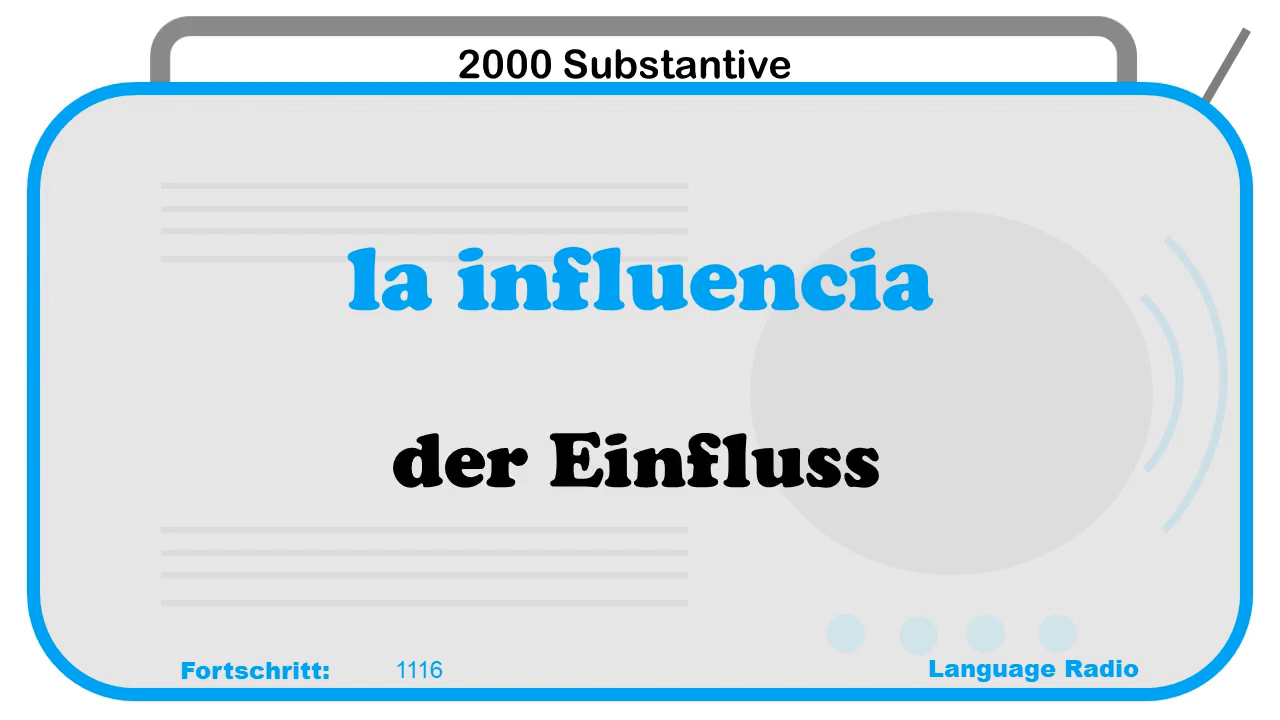 2000 Substantive
la influencia
der Einfluss
Fortschritt: 1116
Language Radio